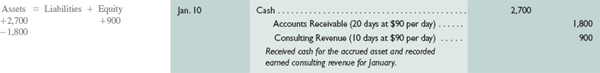 Assets = Liabilities + Equity
+2,700 +900
−1,800
Jan. 10 Cash . . . . . . . . . . . . . . . . . . . . . . . . . . . . . . . . . . . . . . . . . . 2,700
Accounts Receivable (20 days at $90 per day) . . . . . 1,800
Consulting Revenue (10 days at $90 per day) . . . . . 900
Received cash for the accrued asset and recorded
earned consulting revenue for January.